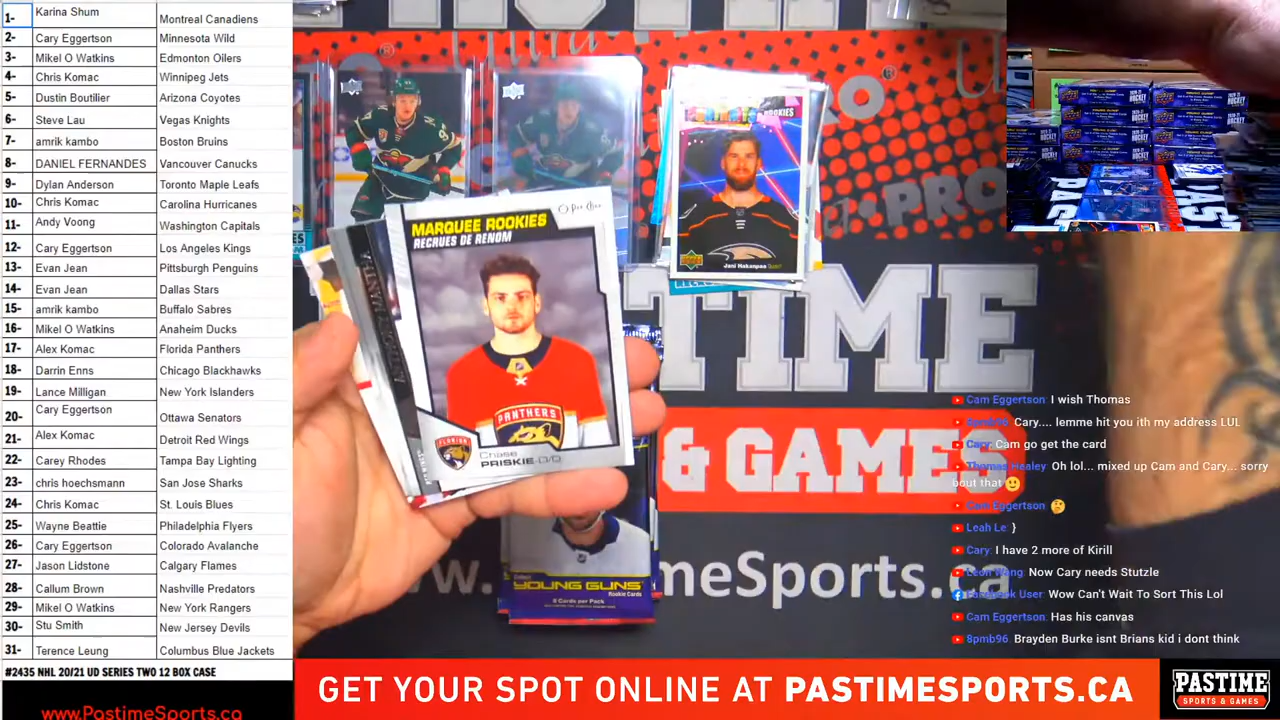 1- Karina Shum Montreal Canadiens
2- Cary Eggertson Minnesota Wild
3- Mikel O Watkins Edmonton Oilers
4- Chris Komac Winnipeg Jets
5- Dustin Boutilier Arizona Coyotes
6- Steve Lau Vegas Knights
7- amrik kambo Boston Bruins
8- DANIEL FERNANDES Vancouver Canucks
9- Dylan Anderson Toronto Maple Leafs
10- Chris Komac Carolina Hurricanes
11- Andy Voong Washington Capitals
12- Cary Eggertson Los Angeles Kings
13- Evan Jean Pittsburgh Penguins
14- Evan Jean Dallas Stars
15- amrik kambo Buffalo Sabres
16- Mikel O Watkins Anaheim Ducks
17- Alex Komac Florida Panthers
18- Darrin Enns Chicago Blackhawks
19- Lance Milligan New York Islanders
20- Cary Eggertson Ottawa Senators
21- Alex Komac Detroit Red Wings
22- Carey Rhodes Tampa Bay Lighting
23- chris hoechsmann San Jose Sharks
24- Chris Komac St. Louis Blues
25- Wayne Beattie Philadelphia Flyers
26- Cary Eggertson Colorado Avalanche
27- Jason Lidstone Calgary Flames
28- Callum Brown Nashville Predators
29- Mikel O Watkins New York Rangers
30- Stu Smith New Jersey Devils
31- Terence Leung Columbus Blue Jackets
#2435 NHL 20/21 UD SERIES TWO 12 BOX CASE
www.PastimeSports.ca
MARQUEE ROOKIES
RECRUES DE RENOM
O-Pee-Chee
PANTHERS
FLORIDA
Chase
PRISKIE-D/D
ROOKIES
Jani Hakanpaa
YOUNG GUNS
Rookie Cards
8 Cards per Pack
PRO
TIME
& GAMES
www. meSports.ca
Cam Eggertson: I wish Thomas
8pmb96: Cary.... lemme hit you ith my address LUL
Cary: Cam go get the card
Thomas Healey: Oh lol... mixed up Cam and Cary... sorry
bout that 🙂
Cam Eggertson: 🤔
Leah Le: }
Cary: I have 2 more of Kirill
Leon Wang: Now Cary needs Stutzle
Facebook User: Wow Can't Wait To Sort This Lol
Cam Eggertson: Has his canvas
8pmb96: Brayden Burke isnt Brians kid i dont think
GET YOUR SPOT ONLINE AT PASTIMESPORTS.CA
PASTIME
SPORTS & GAMES